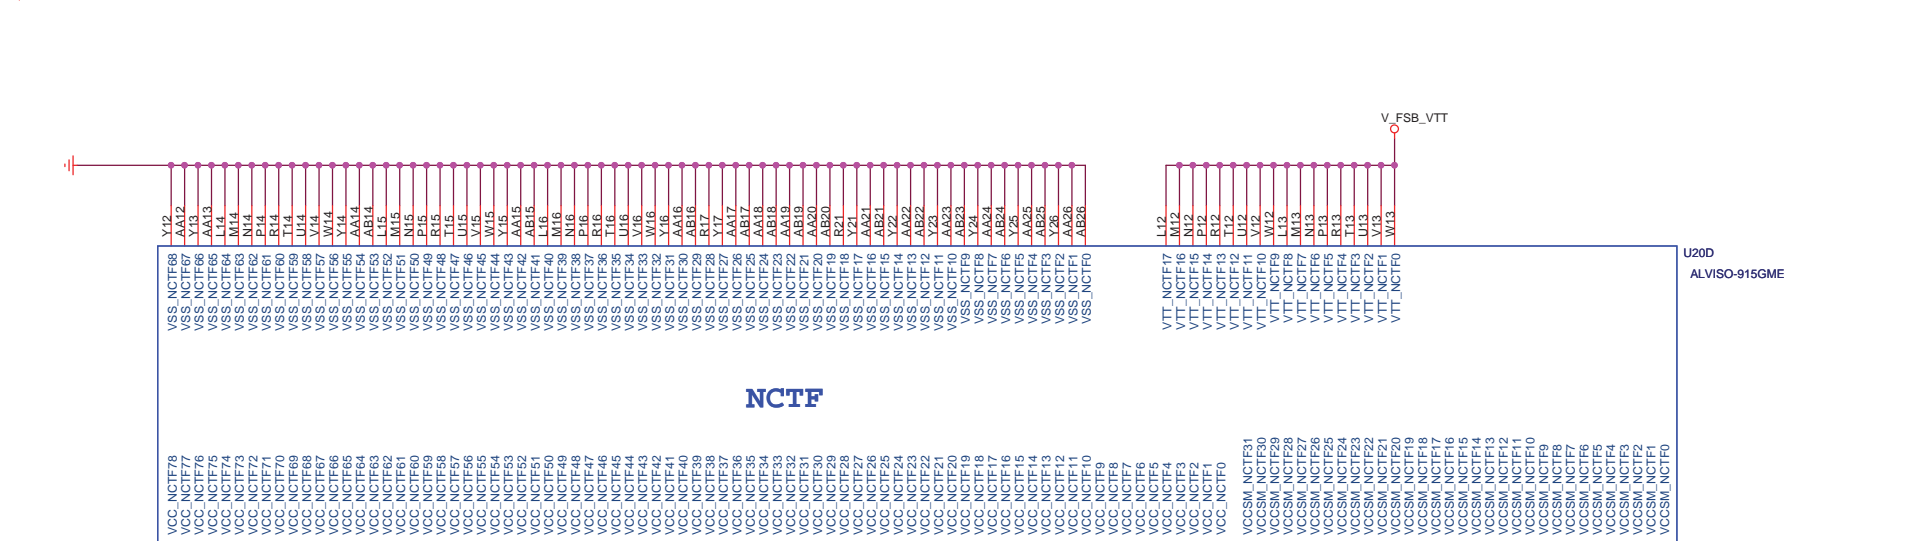 V_FSB_VTT
Y12 AA12 Y13 AA13 L14 M14 N14 P14 R14 T14 U14 V14 W14 Y14 AA14 AB14 L15 M15 N15 P15 R15 T15 U15 V15 W15 Y15 AA15 AB15 L16 M16 N16 P16 R16 T16 U16 V16 W16 Y16 AA16 AB16 R17 Y17 AA17 AB17 AA18 AB18 AA19 AB19 AA20 AB20 R21 Y21 AA21 AB21 Y22 AA22 AB22 Y23 AA23 AB23 Y24 AA24 AB24 Y25 AA25 AB25 Y26 AA26 AB26 L12 M12 N12 P12 R12 T12 U12 V12 W12 L13 M13 N13 P13 R13 T13 U13 V13 W13
U20D
ALVISO-915GME
VSS_NCTF68 VSS_NCTF67 VSS_NCTF66 VSS_NCTF65 VSS_NCTF64 VSS_NCTF63 VSS_NCTF62 VSS_NCTF61 VSS_NCTF60 VSS_NCTF59 VSS_NCTF58 VSS_NCTF57 VSS_NCTF56 VSS_NCTF55 VSS_NCTF54 VSS_NCTF53 VSS_NCTF52 VSS_NCTF51 VSS_NCTF50 VSS_NCTF49 VSS_NCTF48 VSS_NCTF47 VSS_NCTF46 VSS_NCTF45 VSS_NCTF44 VSS_NCTF43 VSS_NCTF42 VSS_NCTF41 VSS_NCTF40 VSS_NCTF39 VSS_NCTF38 VSS_NCTF37 VSS_NCTF36 VSS_NCTF35 VSS_NCTF34 VSS_NCTF33 VSS_NCTF32 VSS_NCTF31 VSS_NCTF30 VSS_NCTF29 VSS_NCTF28 VSS_NCTF27 VSS_NCTF26 VSS_NCTF25 VSS_NCTF24 VSS_NCTF23 VSS_NCTF22 VSS_NCTF21 VSS_NCTF20 VSS_NCTF19 VSS_NCTF18 VSS_NCTF17 VSS_NCTF16 VSS_NCTF15 VSS_NCTF14 VSS_NCTF13 VSS_NCTF12 VSS_NCTF11 VSS_NCTF10 VSS_NCTF9 VSS_NCTF8 VSS_NCTF7 VSS_NCTF6 VSS_NCTF5 VSS_NCTF4 VSS_NCTF3 VSS_NCTF2 VSS_NCTF1 VSS_NCTF0 VTT_NCTF17 VTT_NCTF16 VTT_NCTF15 VTT_NCTF14 VTT_NCTF13 VTT_NCTF12 VTT_NCTF11 VTT_NCTF10 VTT_NCTF9 VTT_NCTF8 VTT_NCTF7 VTT_NCTF6 VTT_NCTF5 VTT_NCTF4 VTT_NCTF3 VTT_NCTF2 VTT_NCTF1 VTT_NCTF0
NCTF
VCC_NCTF78 VCC_NCTF77 VCC_NCTF76 VCC_NCTF75 VCC_NCTF74 VCC_NCTF73 VCC_NCTF72 VCC_NCTF71 VCC_NCTF70 VCC_NCTF69 VCC_NCTF68 VCC_NCTF67 VCC_NCTF66 VCC_NCTF65 VCC_NCTF64 VCC_NCTF63 VCC_NCTF62 VCC_NCTF61 VCC_NCTF60 VCC_NCTF59 VCC_NCTF58 VCC_NCTF57 VCC_NCTF56 VCC_NCTF55 VCC_NCTF54 VCC_NCTF53 VCC_NCTF52 VCC_NCTF51 VCC_NCTF50 VCC_NCTF49 VCC_NCTF48 VCC_NCTF47 VCC_NCTF46 VCC_NCTF45 VCC_NCTF44 VCC_NCTF43 VCC_NCTF42 VCC_NCTF41 VCC_NCTF40 VCC_NCTF39 VCC_NCTF38 VCC_NCTF37 VCC_NCTF36 VCC_NCTF35 VCC_NCTF34 VCC_NCTF33 VCC_NCTF32 VCC_NCTF31 VCC_NCTF30 VCC_NCTF29 VCC_NCTF28 VCC_NCTF27 VCC_NCTF26 VCC_NCTF25 VCC_NCTF24 VCC_NCTF23 VCC_NCTF22 VCC_NCTF21 VCC_NCTF20 VCC_NCTF19 VCC_NCTF18 VCC_NCTF17 VCC_NCTF16 VCC_NCTF15 VCC_NCTF14 VCC_NCTF13 VCC_NCTF12 VCC_NCTF11 VCC_NCTF10 VCC_NCTF9 VCC_NCTF8 VCC_NCTF7 VCC_NCTF6 VCC_NCTF5 VCC_NCTF4 VCC_NCTF3 VCC_NCTF2 VCC_NCTF1 VCC_NCTF0 VCCSM_NCTF31 VCCSM_NCTF30 VCCSM_NCTF29 VCCSM_NCTF28 VCCSM_NCTF27 VCCSM_NCTF26 VCCSM_NCTF25 VCCSM_NCTF24 VCCSM_NCTF23 VCCSM_NCTF22 VCCSM_NCTF21 VCCSM_NCTF20 VCCSM_NCTF19 VCCSM_NCTF18 VCCSM_NCTF17 VCCSM_NCTF16 VCCSM_NCTF15 VCCSM_NCTF14 VCCSM_NCTF13 VCCSM_NCTF12 VCCSM_NCTF11 VCCSM_NCTF10 VCCSM_NCTF9 VCCSM_NCTF8 VCCSM_NCTF7 VCCSM_NCTF6 VCCSM_NCTF5 VCCSM_NCTF4 VCCSM_NCTF3 VCCSM_NCTF2 VCCSM_NCTF1 VCCSM_NCTF0